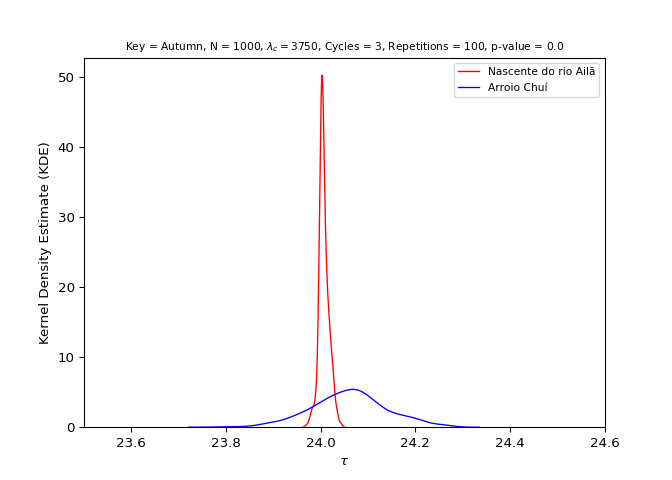 Key = Autumn, N = 1000, λc = 3750, Cycles = 3, Repetitions = 100, p-value = 0.0
Nascente do rio Ailã
Arroio Chuí
Kernel Density Estimate (KDE)
50
40
30
20
10
0
23.6 23.8 24.0 24.2 24.4 24.6
τ